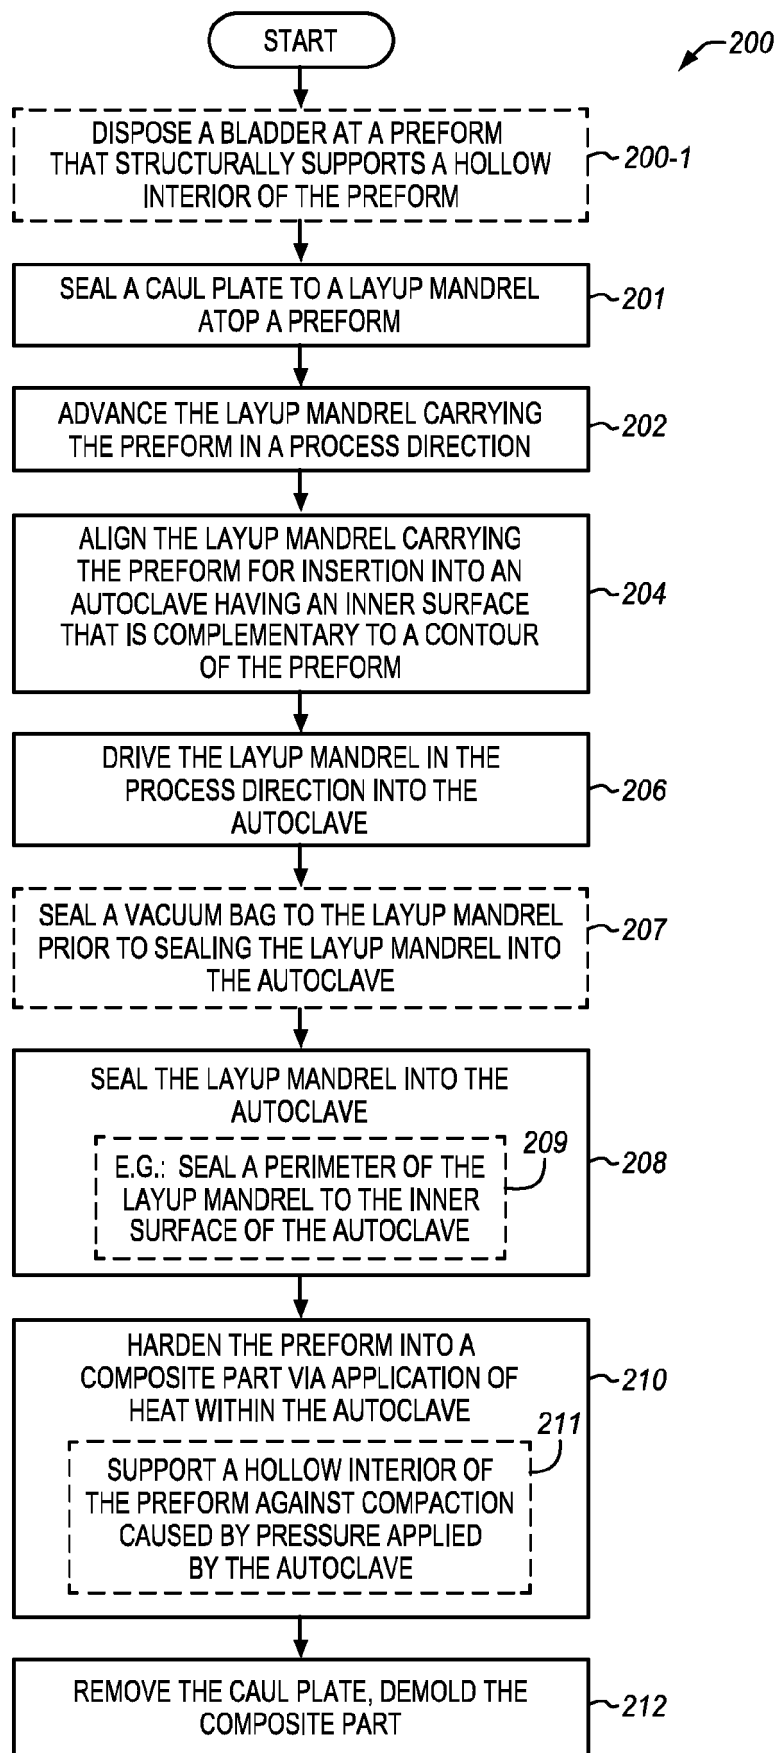 START
200
DISPOSE A BLADDER AT A PREFORM
THAT STRUCTURALLY SUPPORTS A HOLLOW
INTERIOR OF THE PREFORM
200-1
SEAL A CAUL PLATE TO A LAYUP MANDREL
ATOP A PREFORM
201
ADVANCE THE LAYUP MANDREL CARRYING
THE PREFORM IN A PROCESS DIRECTION
202
ALIGN THE LAYUP MANDREL CARRYING
THE PREFORM FOR INSERTION INTO AN
AUTOCLAVE HAVING AN INNER SURFACE
THAT IS COMPLEMENTARY TO A CONTOUR
OF THE PREFORM
204
DRIVE THE LAYUP MANDREL IN THE
PROCESS DIRECTION INTO THE
AUTOCLAVE
206
SEAL A VACUUM BAG TO THE LAYUP MANDREL
PRIOR TO SEALING THE LAYUP MANDREL INTO
THE AUTOCLAVE
207
SEAL THE LAYUP MANDREL INTO THE
AUTOCLAVE
209
E.G.: SEAL A PERIMETER OF THE
LAYUP MANDREL TO THE INNER
SURFACE OF THE AUTOCLAVE
208
HARDEN THE PREFORM INTO A
COMPOSITE PART VIA APPLICATION OF
HEAT WITHIN THE AUTOCLAVE
210
211
SUPPORT A HOLLOW INTERIOR OF
THE PREFORM AGAINST COMPACTION
CAUSED BY PRESSURE APPLIED
BY THE AUTOCLAVE
REMOVE THE CAUL PLATE, DEMOLD THE
COMPOSITE PART
212